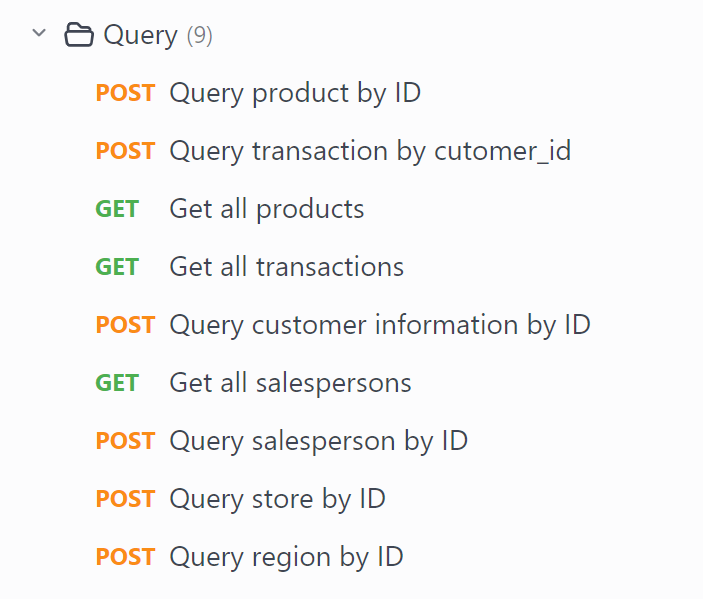 Query (9)
POST Query product by ID
POST Query transaction by cutomer_id
GET Get all products
GET Get all transactions
POST Query customer information by ID
GET Get all salespersons
POST Query salesperson by ID
POST Query store by ID
POST Query region by ID